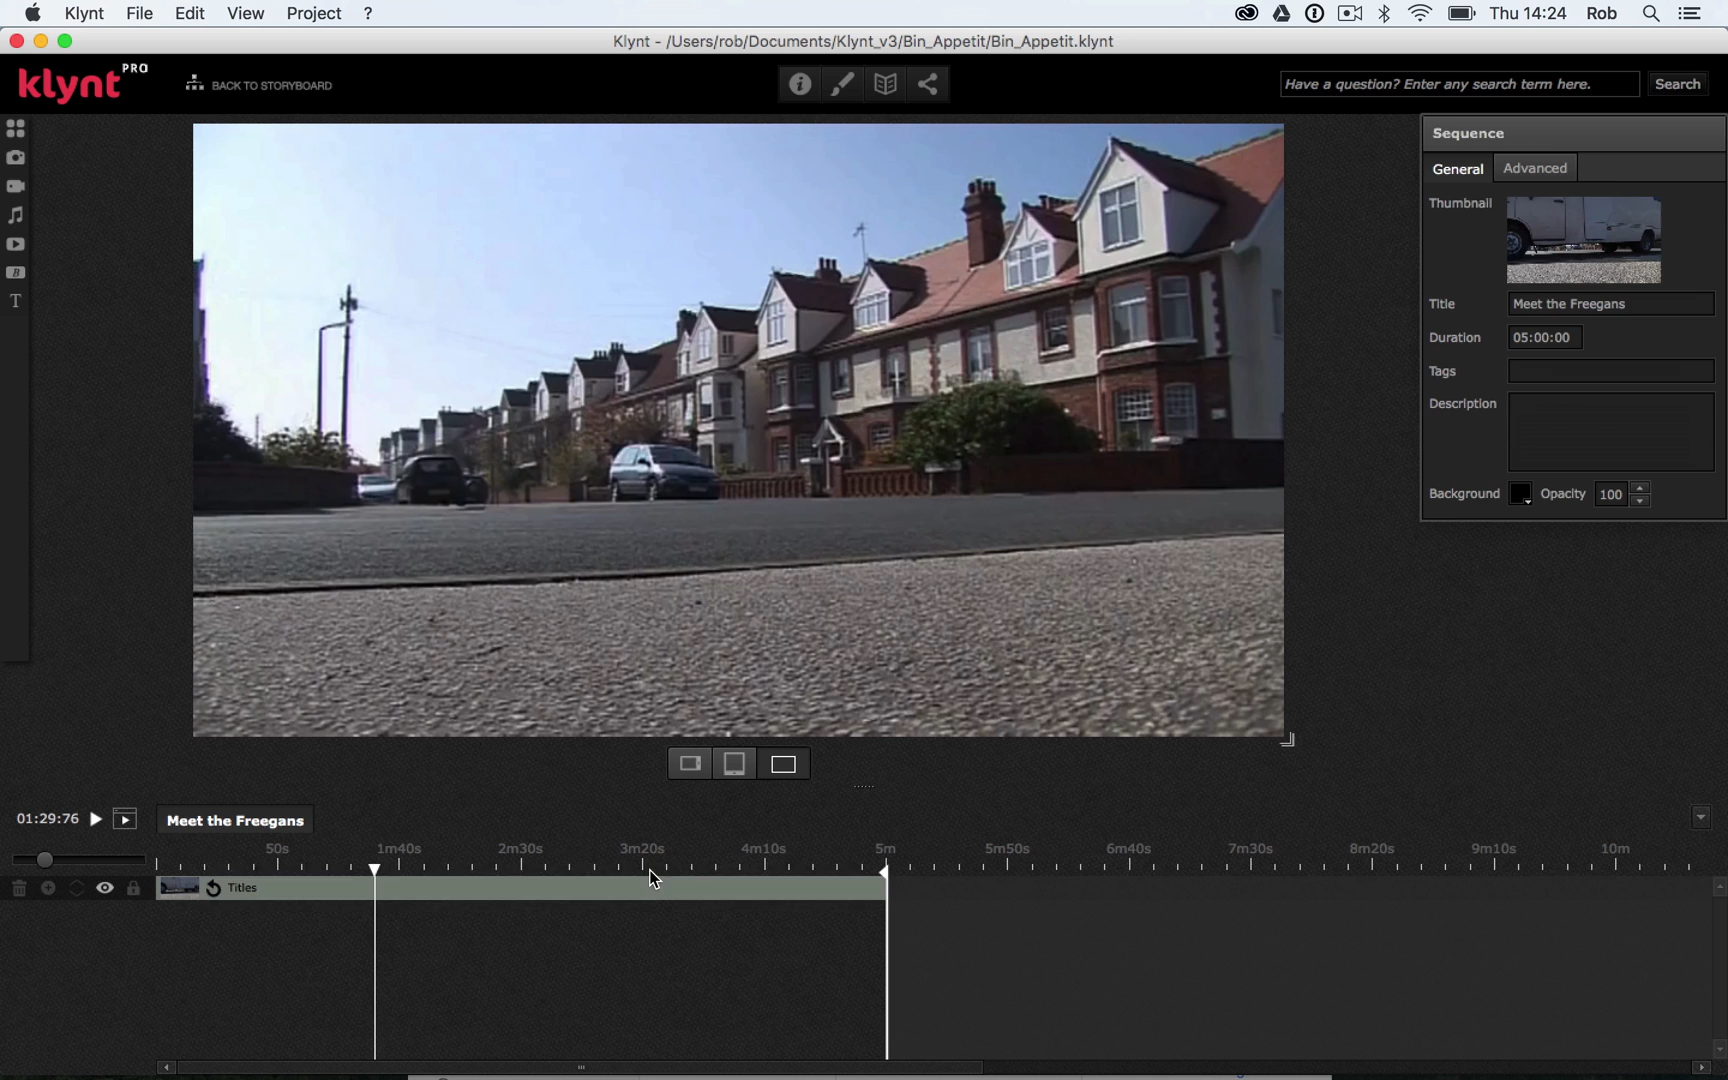 Klynt File Edit View Project ? Thu 14:24 Rob
Klynt - /Users/rob/Documents/Klynt_v3/Bin_Appetit/Bin_Appetit.klynt
klynt PRO
BACK TO STORYBOARD
Have a question? Enter any search term here.
Search
Sequence
General Advanced
Thumbnail
Title Meet the Freegans
Duration 05:00:00
Tags
Description
Background Opacity 100
B
T
01:29:76
Meet the Freegans
50s 1m40s 2m30s 3m20s 4m10s 5m 5m50s 6m40s 7m30s 8m20s 9m10s 10m
Titles